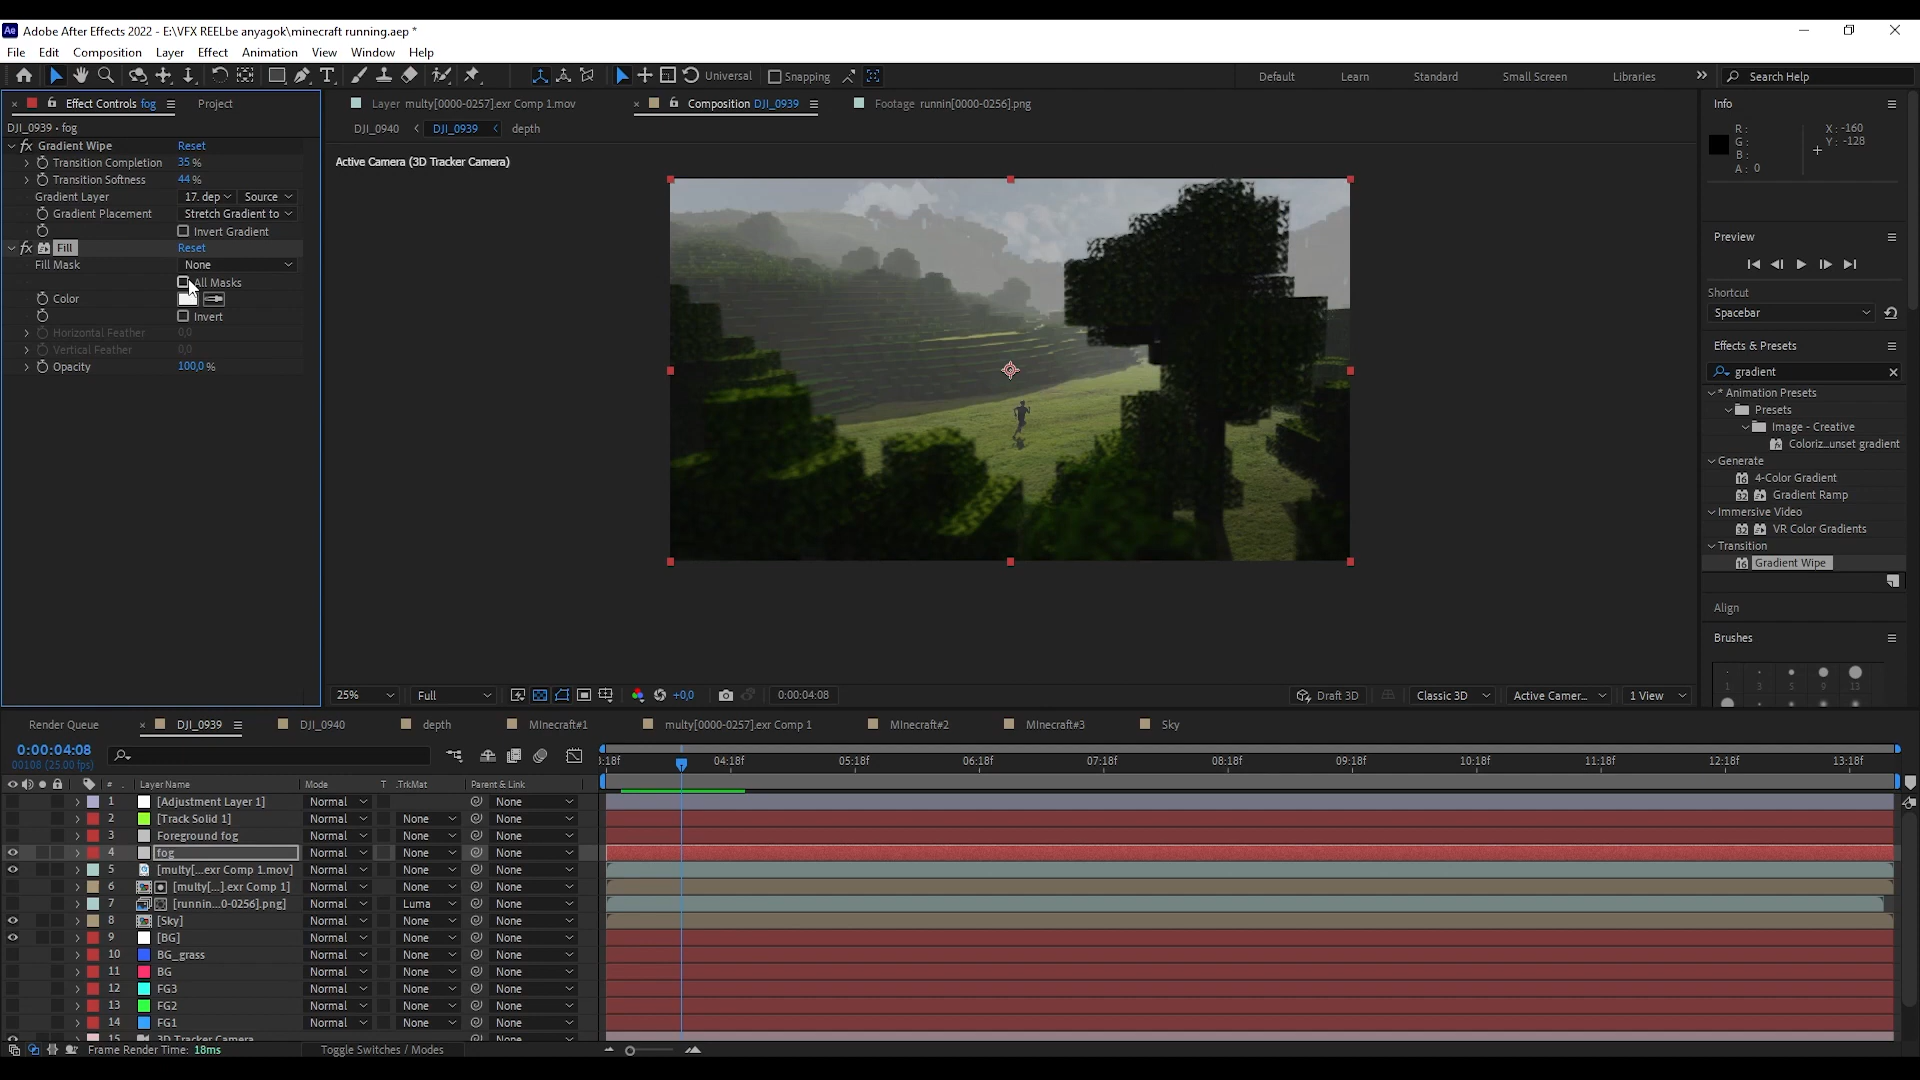 Ae Adobe After Effects 2022 - E:\VFX REELbe anyagok\minecraft running.aep *
File Edit Composition Layer Effect Animation View Window Help
Universal Snapping Default Learn Standard Small Screen Libraries Search Help
Effect Controls fog Project
DJI_0939 • fog
fx Gradient Wipe Reset
Transition Completion 35 %
Transition Softness 44 %
Gradient Layer 17. dep Source
Gradient Placement Stretch Gradient to
Invert Gradient
fx Fill Reset
Fill Mask None
All Masks
Color
Invert
Horizontal Feather 0,0
Vertical Feather 0,0
Opacity 100,0 %
Layer multy[0000-0257].exr Comp 1.mov Composition DJI_0939 Footage runnin[0000-0256].png
DJI_0940 DJI_0939 depth
Active Camera (3D Tracker Camera)
25% Full +0,0 0:00:04:08 Draft 3D Classic 3D Active Camer... 1 View
Info
R: X: -160
G: Y: -128
B:
A: 0
Preview
Shortcut
Spacebar
Effects & Presets
gradient
* Animation Presets
Presets
Image - Creative
Coloriz...unset gradient
Generate
16 4-Color Gradient
32 Gradient Ramp
Immersive Video
32 VR Color Gradients
Transition
16 Gradient Wipe
Align
Brushes
1 3 5 9 13
Render Queue DJI_0939 DJI_0940 depth MInecraft#1 multy[0000-0257].exr Comp 1 MInecraft#2 MInecraft#3 Sky
0:00:04:08
00108 (25.00 fps)
3:18f 04:18f 05:18f 06:18f 07:18f 08:18f 09:18f 10:18f 11:18f 12:18f 13:18f
# Layer Name Mode T .TrkMat Parent & Link
1 [Adjustment Layer 1] Normal None
2 [Track Solid 1] Normal None None
3 Foreground fog Normal None None
4 fog Normal None None
5 [multy[...exr Comp 1.mov] Normal None None
6 [multy[...].exr Comp 1] Normal None None
7 [runnin...0-0256].png] Normal Luma None
8 [Sky] Normal None None
9 [BG] Normal None None
10 BG_grass Normal None None
11 BG Normal None None
12 FG3 Normal None None
13 FG2 Normal None None
14 FG1 Normal None None
15 3D Tracker Camera None
Frame Render Time: 18ms Toggle Switches / Modes